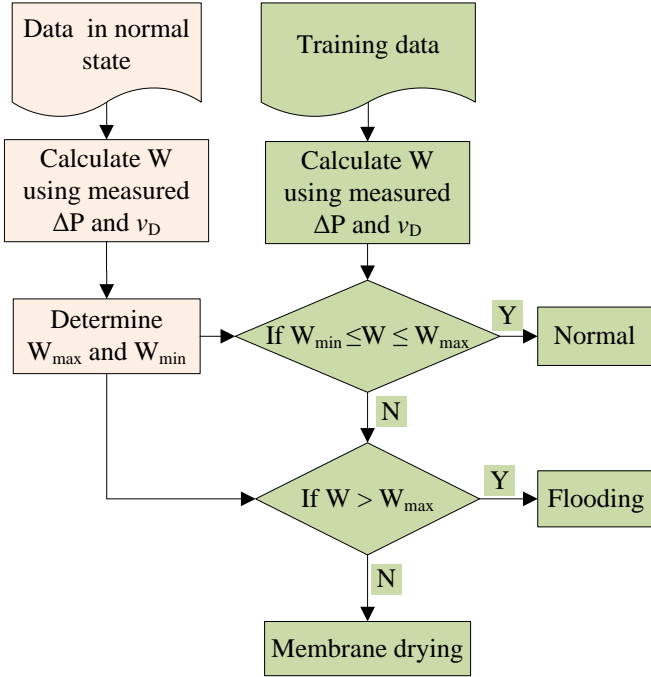 Data in normal
state
Training data
Calculate W
using measured
ΔP and vD
Calculate W
using measured
ΔP and vD
Determine
Wmax and Wmin
If Wmin ≤W ≤ Wmax
Y
Normal
N
If W > Wmax
Y
Flooding
N
Membrane drying